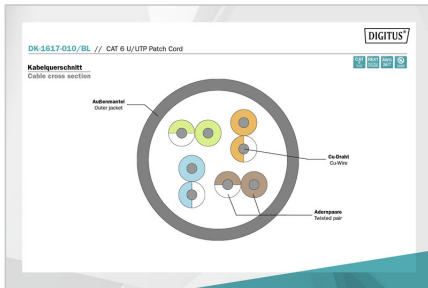 DIGITUS®
DK-1617-010/BL // CAT 6 U/UTP Patch Cord
Kabelquerschnitt
Cable cross section
Außenmantel
Outer jacket
Cu-Draht
Cu-Wire
Adernpaare
Twisted pair